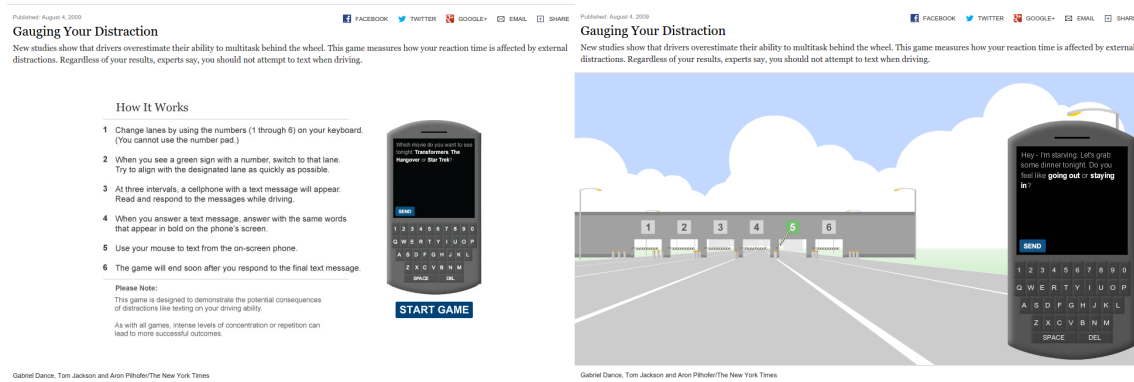 Published: August 4, 2009
FACEBOOK TWITTER GOOGLE+ EMAIL SHARE
Gauging Your Distraction
New studies show that drivers overestimate their ability to multitask behind the wheel. This game measures how your reaction time is affected by external
distractions. Regardless of your results, experts say, you should not attempt to text when driving.
How It Works
1 Change lanes by using the numbers (1 through 6) on your keyboard.
(You cannot use the number pad.)
2 When you see a green sign with a number, switch to that lane.
Try to align with the designated lane as quickly as possible.
3 At three intervals, a cellphone with a text message will appear.
Read and respond to the messages while driving.
4 When you answer a text message, answer with the same words
that appear in bold on the phone's screen.
5 Use your mouse to text from the on-screen phone.
6 The game will end soon after you respond to the final text message.
Please Note:
This game is designed to demonstrate the potential consequences
of distractions like texting on your driving ability.
As with all games, intense levels of concentration or repetition can
lead to more successful outcomes.
Which movie do you want to see
tonight: Transformers, The
Hangover or Star Trek?
SEND
1 2 3 4 5 6 7 8 9 0
Q W E R T Y I U O P
A S D F G H J K L
Z X C V B N M
SPACE DEL
START GAME
Gabriel Dance, Tom Jackson and Aron Pilhofer/The New York Times
Published: August 4, 2009
FACEBOOK TWITTER GOOGLE+ EMAIL SHARE
Gauging Your Distraction
New studies show that drivers overestimate their ability to multitask behind the wheel. This game measures how your reaction time is affected by external
distractions. Regardless of your results, experts say, you should not attempt to text when driving.
1 2 3 4 5 6
Hey - I'm starving. Let's grab
some dinner tonight. Do you
feel like going out or staying
in?
SEND
1 2 3 4 5 6 7 8 9 0
Q W E R T Y I U O P
A S D F G H J K L
Z X C V B N M
SPACE DEL
Gabriel Dance, Tom Jackson and Aron Pilhofer/The New York Times